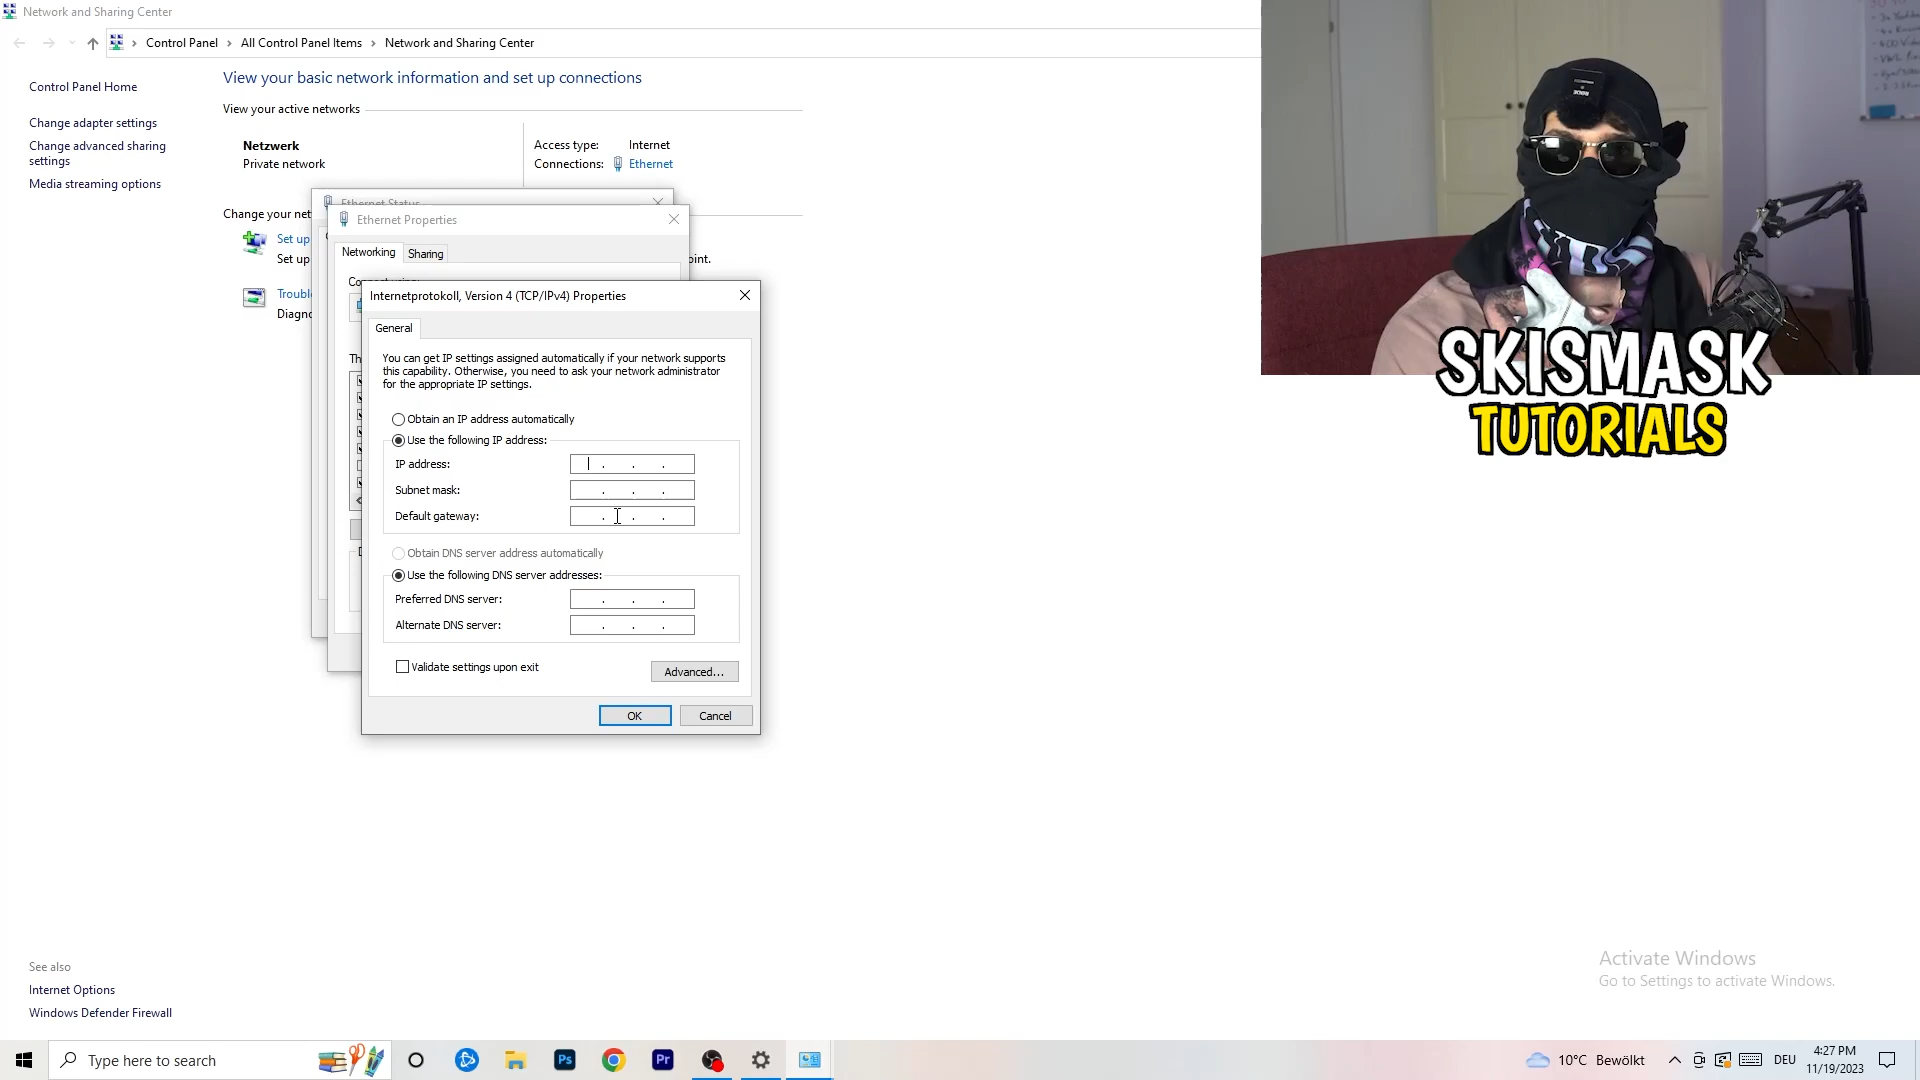 Network and Sharing Center
Control Panel › All Control Panel Items › Network and Sharing Center
Control Panel Home
Change adapter settings
Change advanced sharing
settings
Media streaming options
View your basic network information and set up connections
View your active networks
Netzwerk
Private network
Access type: Internet
Connections: Ethernet
Change your net
Set up
Set up
oint.
Troubl
Diagno
Ethernet Status
Ethernet Properties
Networking
Sharing
Internetprotokoll, Version 4 (TCP/IPv4) Properties
General
You can get IP settings assigned automatically if your network supports
this capability. Otherwise, you need to ask your network administrator
for the appropriate IP settings.
Obtain an IP address automatically
Use the following IP address:
IP address:
Subnet mask:
Default gateway:
Obtain DNS server address automatically
Use the following DNS server addresses:
Preferred DNS server:
Alternate DNS server:
Validate settings upon exit
Advanced...
OK
Cancel
SKISMASK
TUTORIALS
See also
Internet Options
Windows Defender Firewall
Activate Windows
Go to Settings to activate Windows.
Type here to search
Ps
Pr
10°C Bewölkt
DEU
4:27 PM
11/19/2023